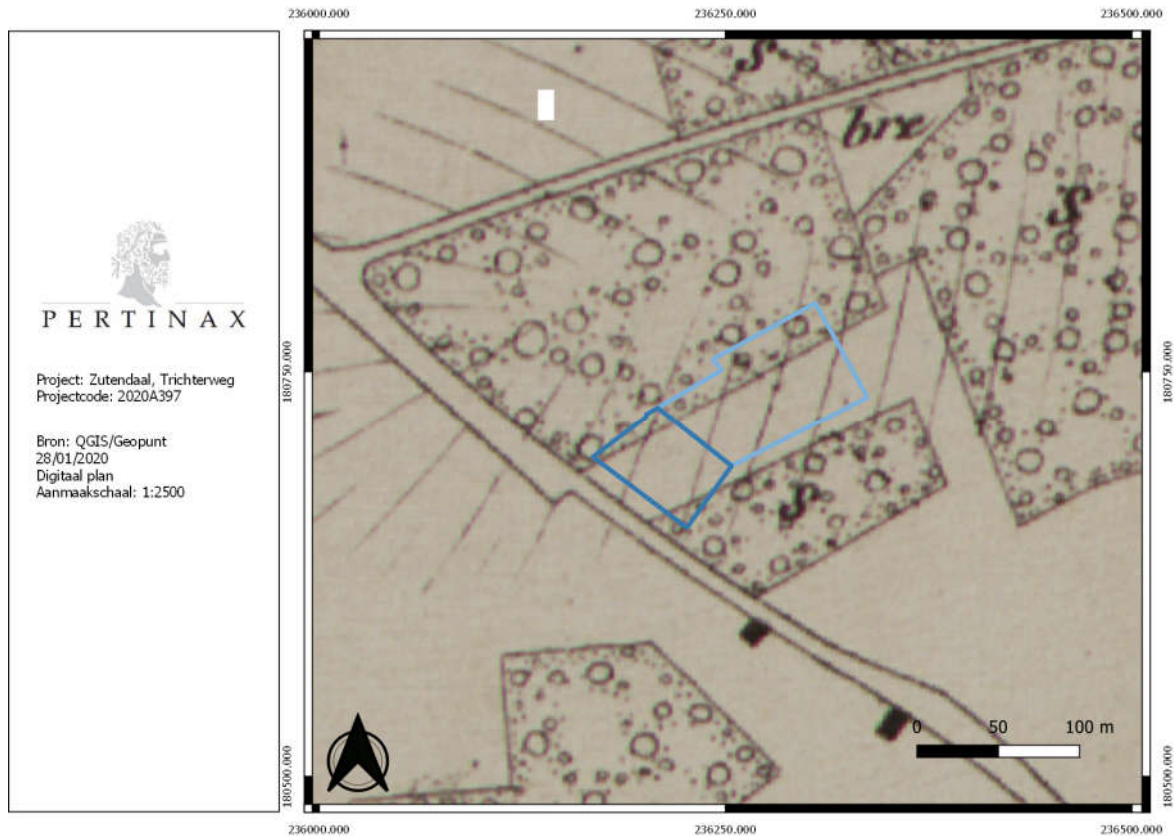 236000.000 236250.000 236500.000
PERTINAX
Project: Zutendaal, Trichterweg
Projectcode: 2020A397
Bron: QGIS/Geopunt
28/01/2020
Digitaal plan
Aanmaakschaal: 1:2500
180750.000 180750.000
S
brx
S
S
0 50 100 m
180500.000 180500.000
236000.000 236250.000 236500.000